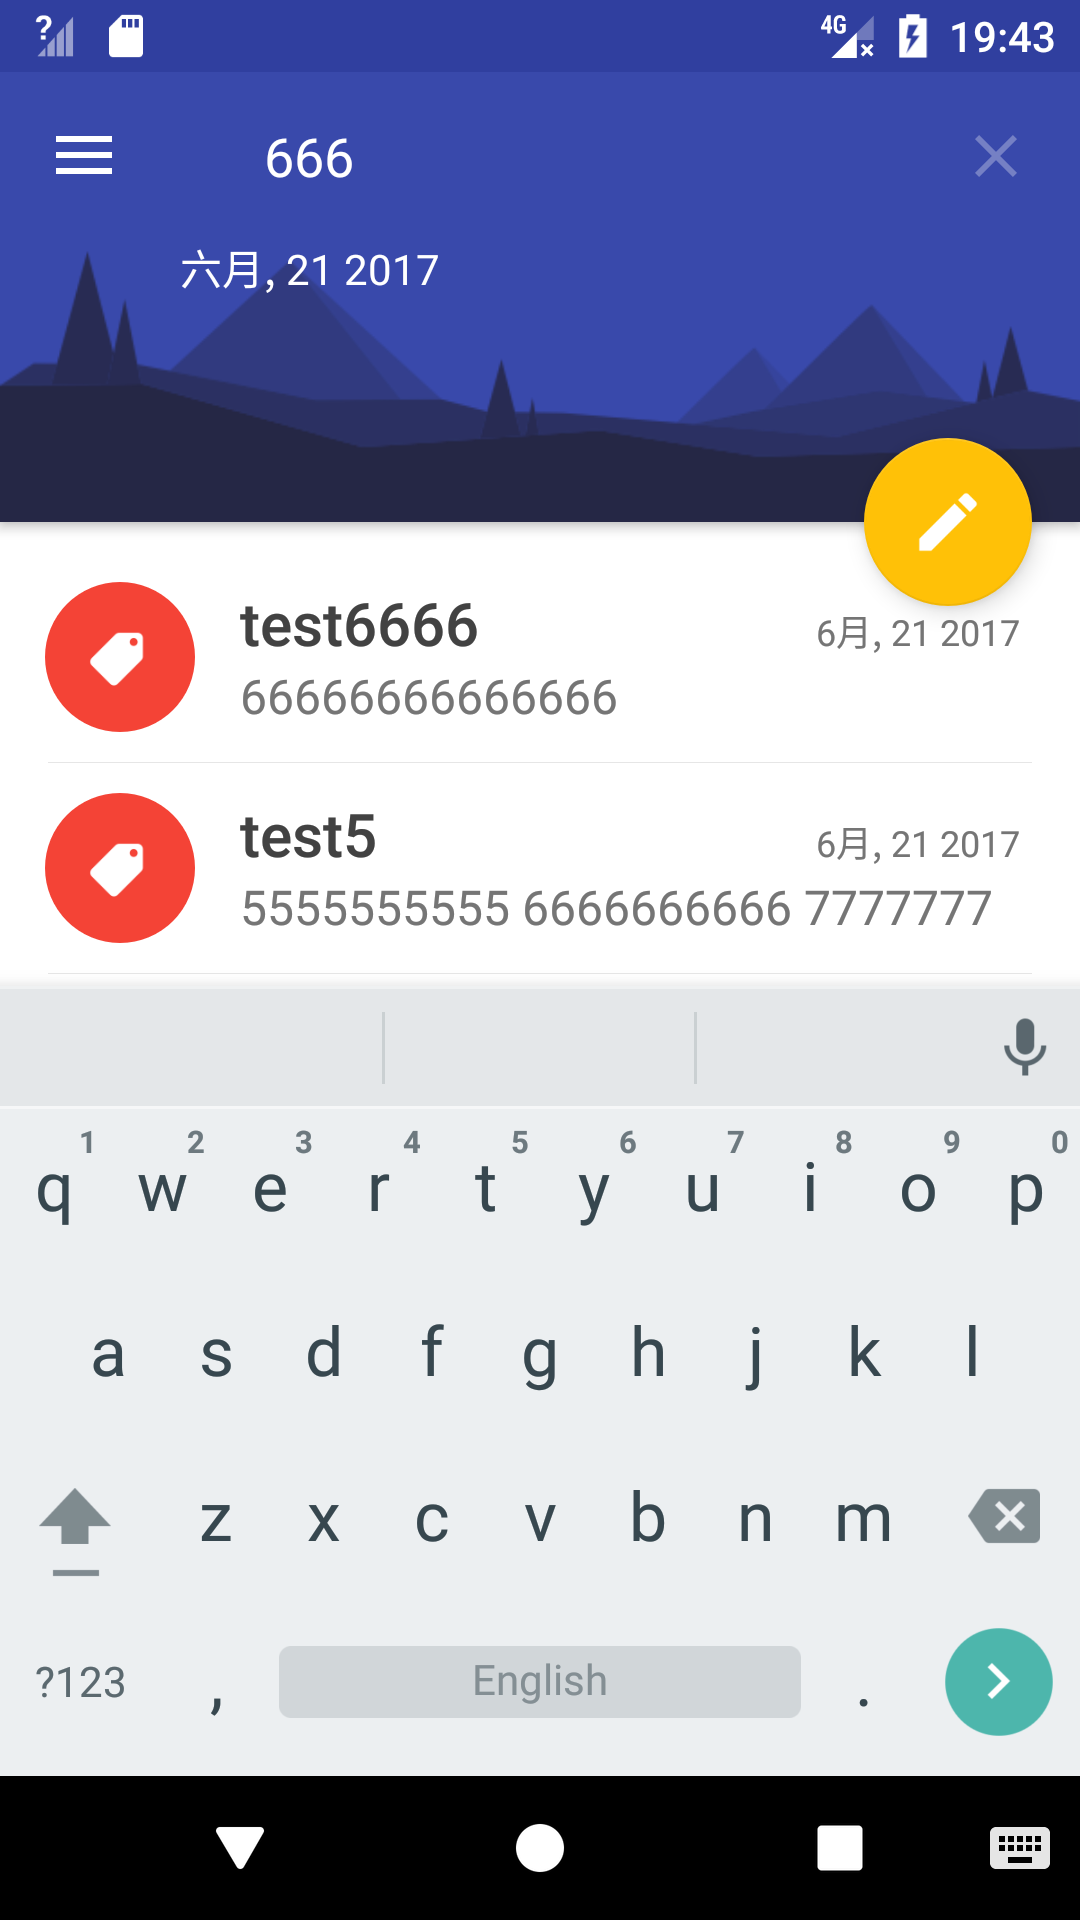 ? 4G 19:43
666
六月, 21 2017
test6666 6月, 21 2017
66666666666666
test5 6月, 21 2017
5555555555 6666666666 7777777
1 2 3 4 5 6 7 8 9 0
q w e r t y u i o p
a s d f g h j k l
z x c v b n m
?123 , English .